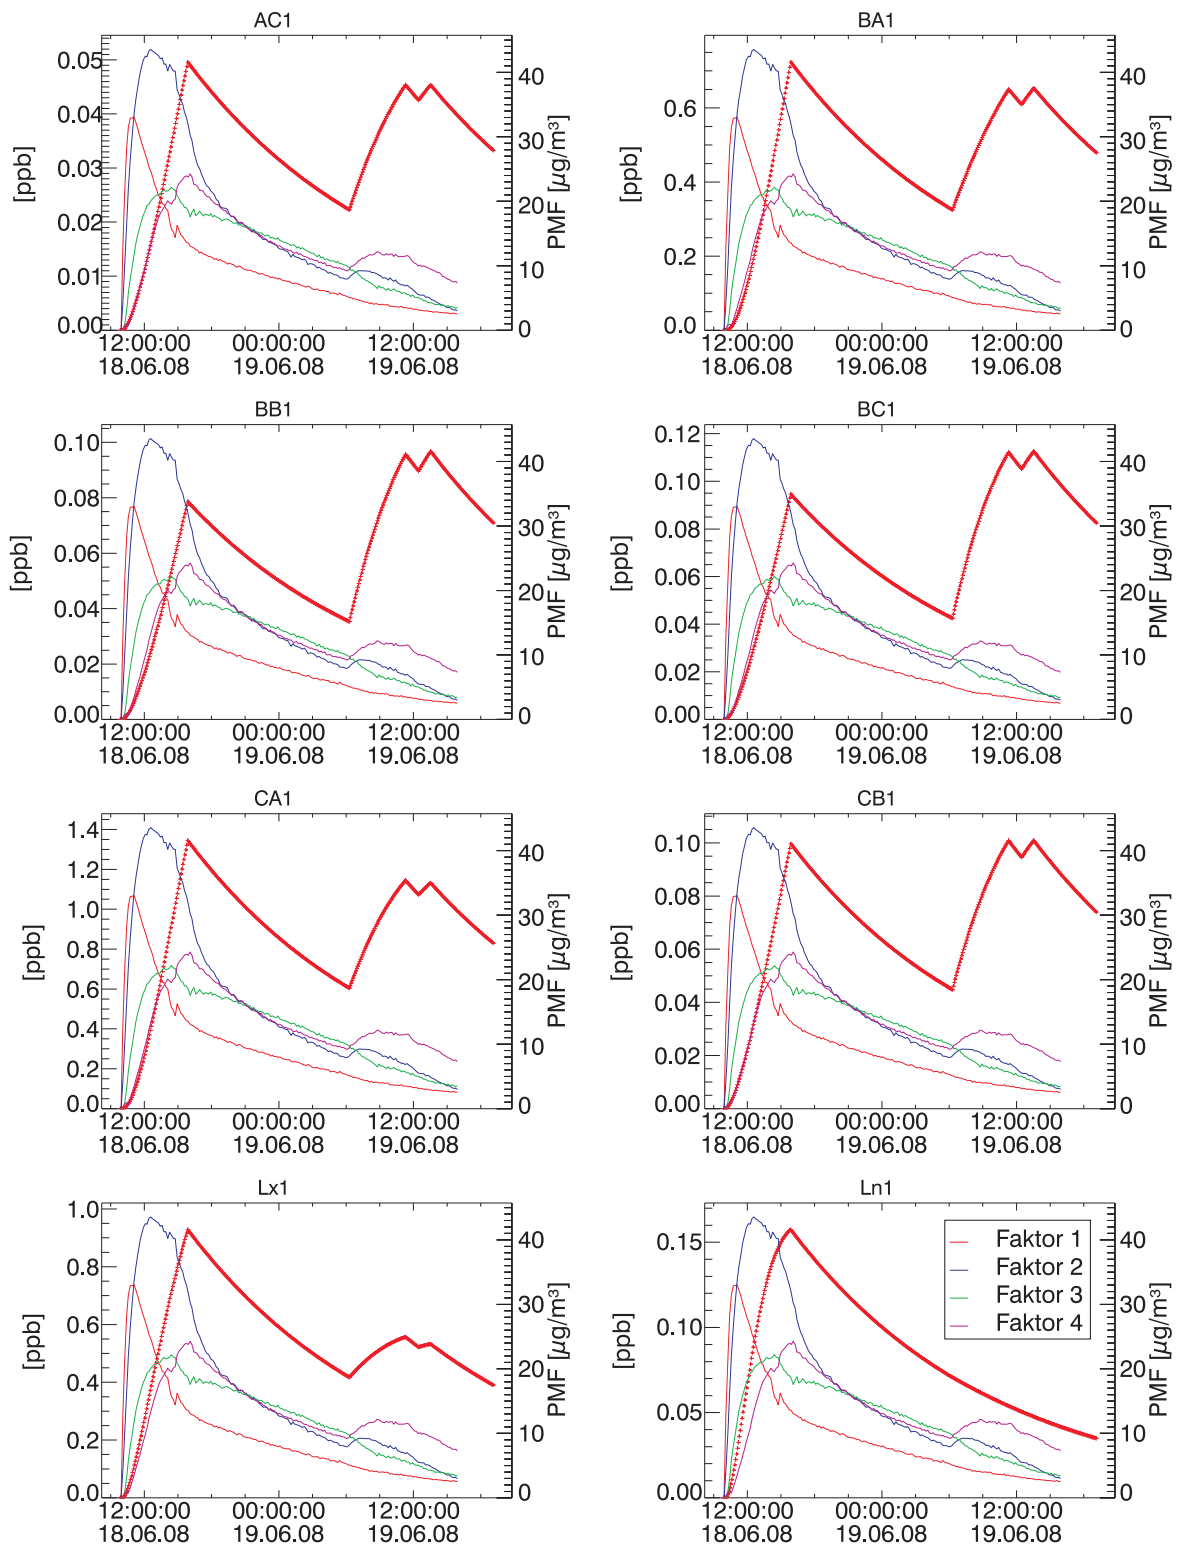 AC1
0.05
0.04
0.03
0.02
0.01
0.00
[ppb]
40
30
20
10
0
PMF [µg/m³]
12:00:00 00:00:00 12:00:00
18.06.08 19.06.08 19.06.08
BA1
0.6
0.4
0.2
0.0
[ppb]
40
30
20
10
0
PMF [µg/m³]
12:00:00 00:00:00 12:00:00
18.06.08 19.06.08 19.06.08
BB1
0.10
0.08
0.06
0.04
0.02
0.00
[ppb]
40
30
20
10
0
PMF [µg/m³]
12:00:00 00:00:00 12:00:00
18.06.08 19.06.08 19.06.08
BC1
0.12
0.10
0.08
0.06
0.04
0.02
0.00
[ppb]
40
30
20
10
0
PMF [µg/m³]
12:00:00 00:00:00 12:00:00
18.06.08 19.06.08 19.06.08
CA1
1.4
1.2
1.0
0.8
0.6
0.4
0.2
0.0
[ppb]
40
30
20
10
0
PMF [µg/m³]
12:00:00 00:00:00 12:00:00
18.06.08 19.06.08 19.06.08
CB1
0.10
0.08
0.06
0.04
0.02
0.00
[ppb]
40
30
20
10
0
PMF [µg/m³]
12:00:00 00:00:00 12:00:00
18.06.08 19.06.08 19.06.08
Lx1
1.0
0.8
0.6
0.4
0.2
0.0
[ppb]
40
30
20
10
0
PMF [µg/m³]
12:00:00 00:00:00 12:00:00
18.06.08 19.06.08 19.06.08
Ln1
0.15
0.10
0.05
0.00
[ppb]
Faktor 1
Faktor 2
Faktor 3
Faktor 4
40
30
20
10
0
PMF [µg/m³]
12:00:00 00:00:00 12:00:00
18.06.08 19.06.08 19.06.08